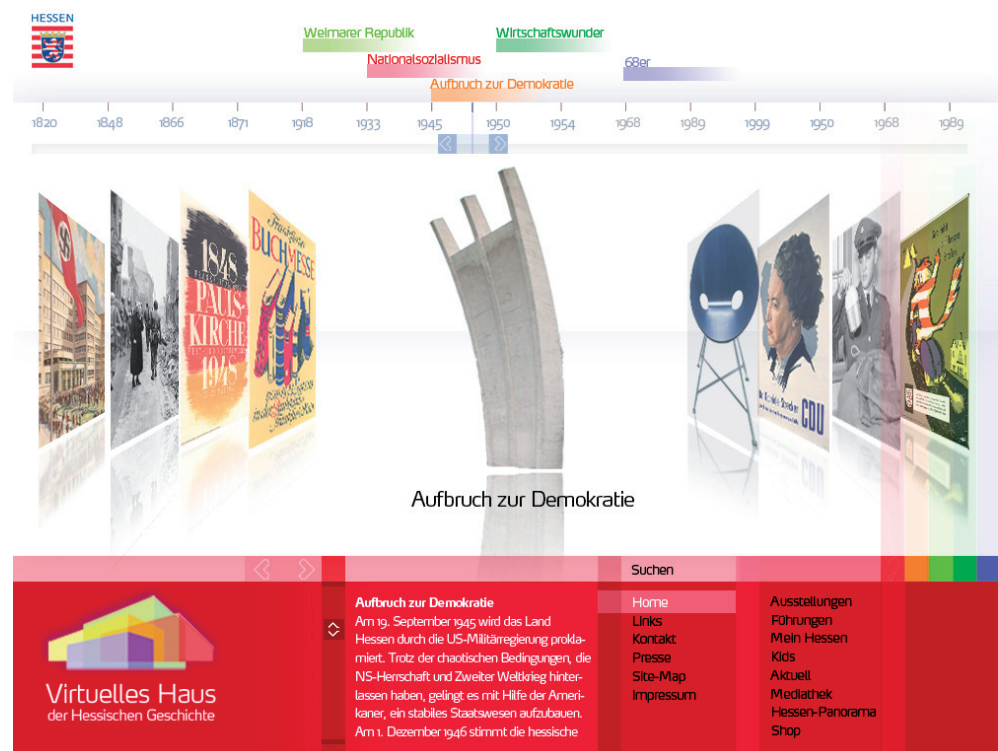 HESSEN
Weimarer Republik
Wirtschaftswunder
Nationalsozialismus
68er
Aufbruch zur Demokratie
1820 1848 1866 1871 1918 1933 1945 1950 1954 1968 1989 1999 1950 1968 1989
Frankfurter
BUCHMESSE
1848
PAULS-
KIRCHE
1948
CDU
Aufbruch zur Demokratie
Suchen
Aufbruch zur Demokratie
Am 19. September 1945 wird das Land
Hessen durch die US-Militärregierung prokla-
miert. Trotz der chaotischen Bedingungen, die
NS-Herrschaft und Zweiter Weltkrieg hinter-
lassen haben, gelingt es mit Hilfe der Ameri-
kaner, ein stabiles Staatswesen aufzubauen.
Am 1. Dezember 1946 stimmt die hessische
Home
Links
Kontakt
Presse
Site-Map
Impressum
Ausstellungen
Führungen
Mein Hessen
Kids
Aktuell
Mediathek
Hessen-Panorama
Shop
Virtuelles Haus
der Hessischen Geschichte